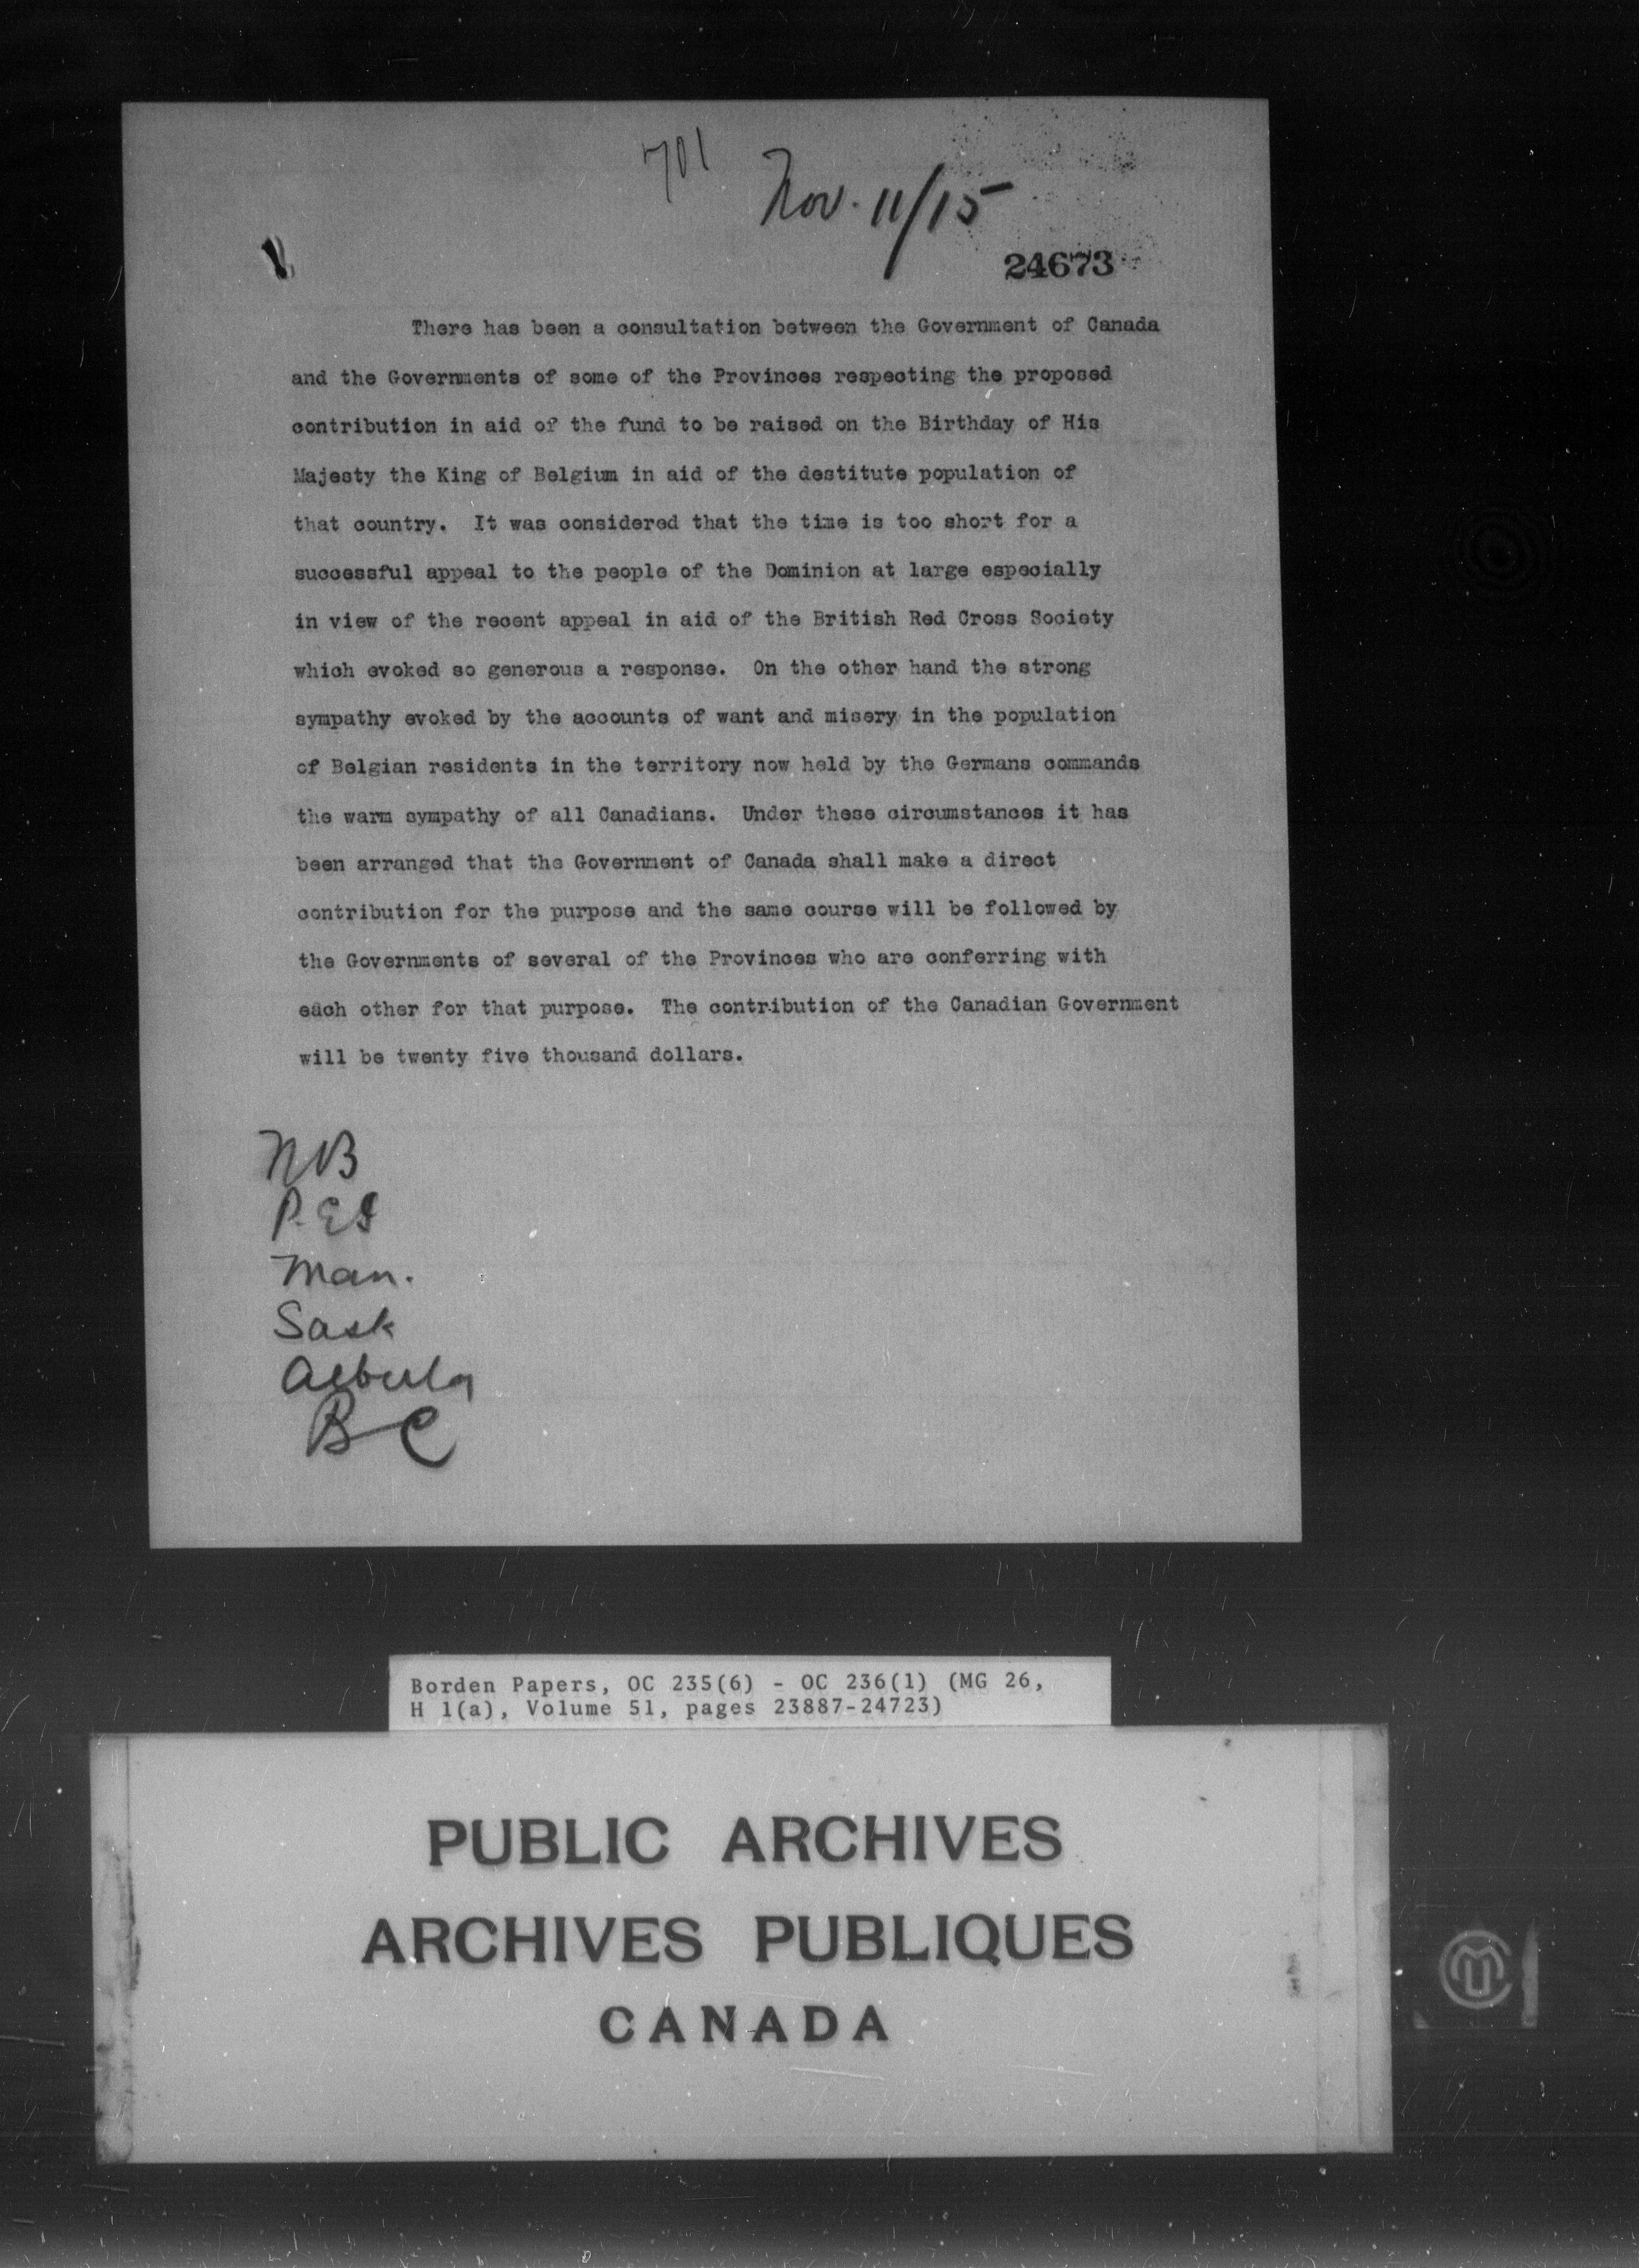 701
Nov. 11/15
24673
There has been a consultation between the Government of Canada
and the Governments of some of the Provinces respecting the proposed
contribution in aid of the fund to be raised on the Birthday of His
Majesty the King of Belgium in aid of the destitute population of
that country. It was considered that the time is too short for a
successful appeal to the people of the Dominion at large especially
in view of the recent appeal in aid of the British Red Cross Society
which evoked so generous a response. On the other hand the strong
sympathy evoked by the accounts of want and misery in the population
of Belgian residents in the territory now held by the Germans commands
the warm sympathy of all Canadians. Under these circumstances it has
been arranged that the Government of Canada shall make a direct
contribution for the purpose and the same course will be followed by
the Governments of several of the Provinces who are conferring with
each other for that purpose. The contribution of the Canadian Government
will be twenty five thousand dollars.
NB
P.E.I
Man.
Sask
Alberta
BC
Borden Papers, OC 235(6) - OC 236(1) (MG 26,
H 1(a), Volume 51, pages 23887-24723)
PUBLIC ARCHIVES
ARCHIVES PUBLIQUES
CANADA